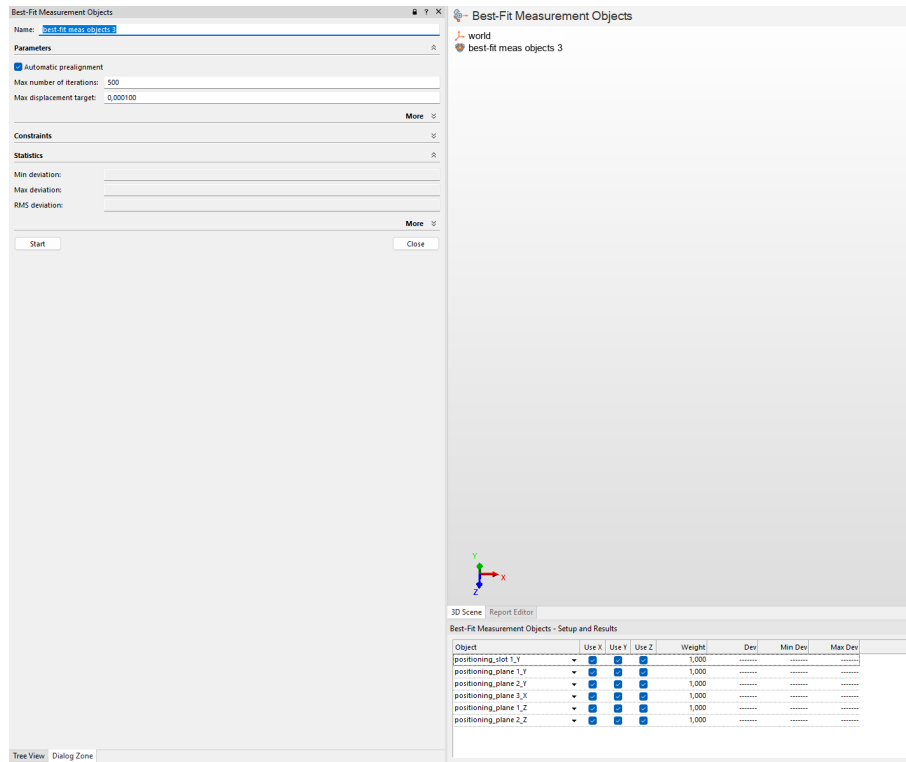 Best-Fit Measurement Objects
Name: best-fit meas objects 3
Parameters
Automatic prealignment
Max number of iterations: 500
Max displacement target: 0,000100
More
Constraints
Statistics
Min deviation:
Max deviation:
RMS deviation:
More
Start Close
Tree View Dialog Zone
Best-Fit Measurement Objects
world
best-fit meas objects 3
Y
X
Z
3D Scene Report Editor
Best-Fit Measurement Objects - Setup and Results
Object Use X Use Y Use Z Weight Dev Min Dev Max Dev
positioning_slot 1_Y 1,000 ------- ------- -------
positioning_plane 1_Y 1,000 ------- ------- -------
positioning_plane 2_Y 1,000 ------- ------- -------
positioning_plane 3_X 1,000 ------- ------- -------
positioning_plane 1_Z 1,000 ------- ------- -------
positioning_plane 2_Z 1,000 ------- ------- -------